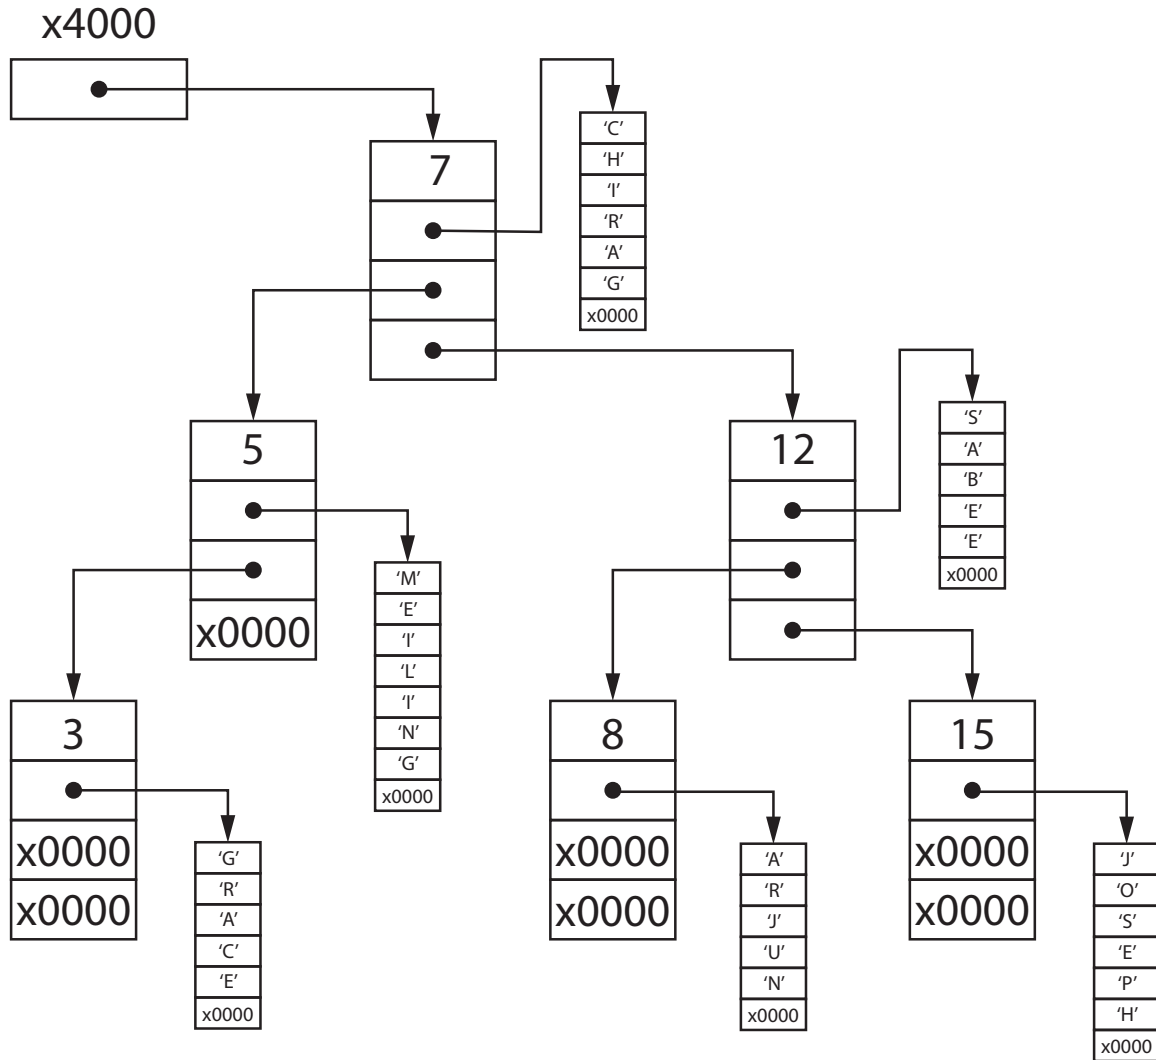 x4000
7
‘C’
‘H’
‘I’
‘R’
‘A’
‘G’
x0000
5
x0000
‘M’
‘E’
‘I’
‘L’
‘I’
‘N’
‘G’
x0000
12
‘S’
‘A’
‘B’
‘E’
‘E’
x0000
3
x0000
x0000
‘G’
‘R’
‘A’
‘C’
‘E’
x0000
8
x0000
x0000
‘A’
‘R’
‘J’
‘U’
‘N’
x0000
15
x0000
x0000
‘J’
‘O’
‘S’
‘E’
‘P’
‘H’
x0000